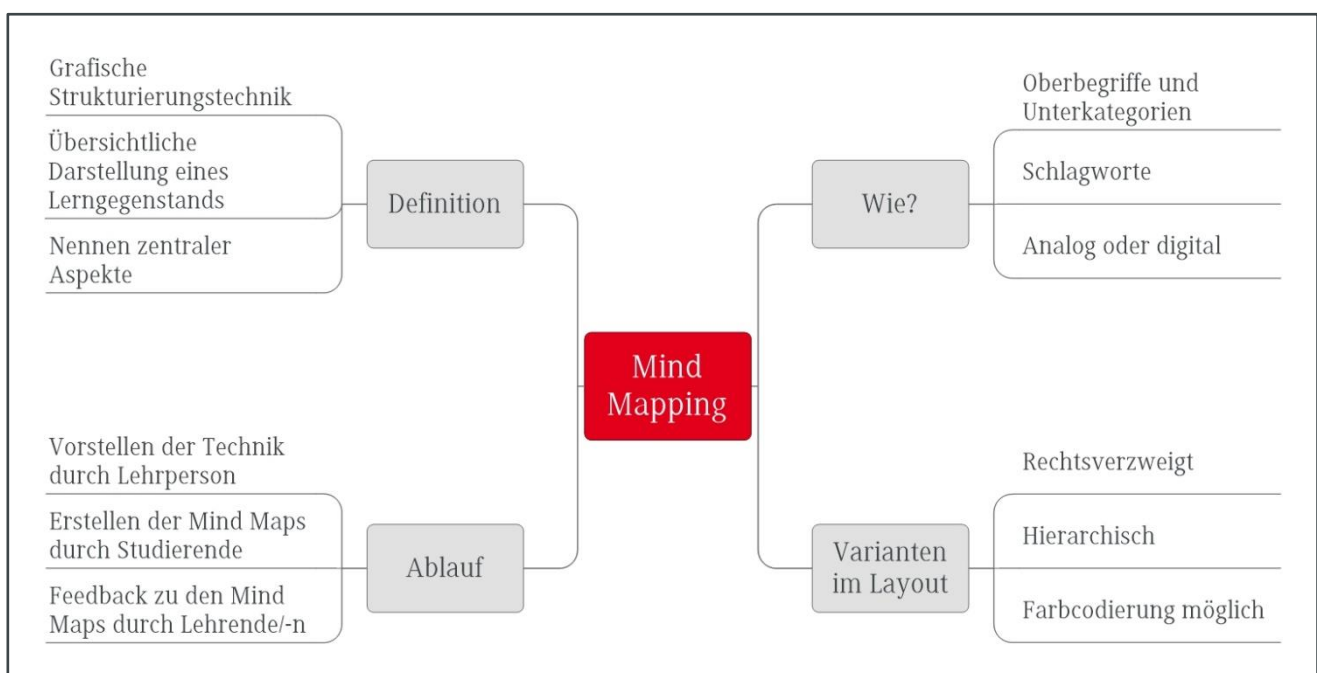 Grafische
Strukturierungstechnik
Übersichtliche
Darstellung eines
Lerngegenstands
Nennen zentraler
Aspekte
Definition
Vorstellen der Technik
durch Lehrperson
Erstellen der Mind Maps
durch Studierende
Feedback zu den Mind
Maps durch Lehrende/-n
Ablauf
Mind
Mapping
Wie?
Oberbegriffe und
Unterkategorien
Schlagworte
Analog oder digital
Varianten
im Layout
Rechtsverzweigt
Hierarchisch
Farbcodierung möglich